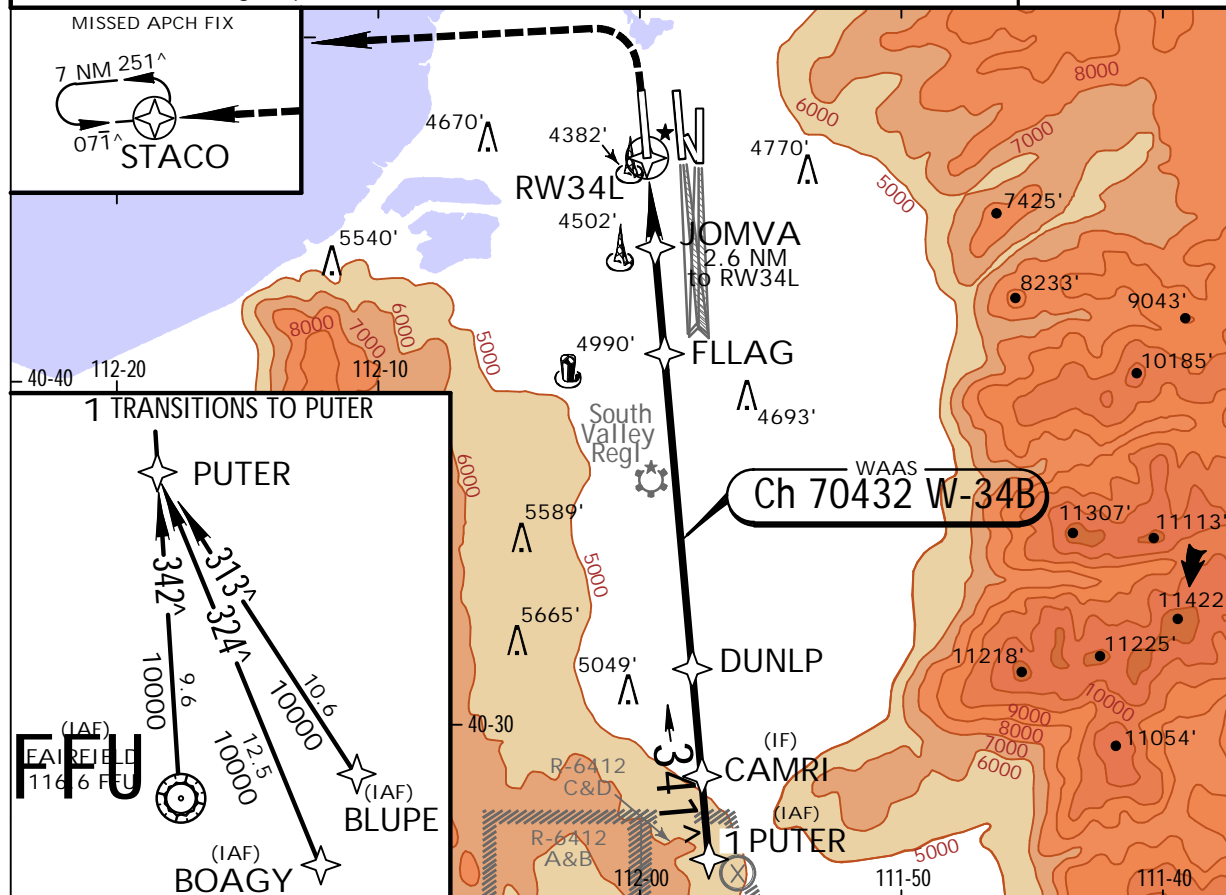 MISSED APCH FIX
7 NM 251^
071^
STACO
4670'
4382'
RW34L
4502'
4770'
5540'
JOMVA
2.6 NM
to RW34L
FLLAG
4990'
4693'
South
Valley
Regl
WAAS
Ch 70432 W-34B
5589'
5665'
5049'
DUNLP
341^
(IF)
CAMRI
(IAF)
1 PUTER
R-6412
C&D
R-6412
A&B
X
N
40-40
112-20
112-10
40-30
112-00
111-50
111-40
8000
7000
6000
5000
5000
6000
5000
8000
6000
7000
8000
5000
6000
7425'
8233'
9043'
10185'
11307'
11113'
11422
11225'
11218'
10000
9000
8000
7000
6000
11054'
5000
1 TRANSITIONS TO PUTER
PUTER
342^
324^
313^
9.6
10000
12.5
10000
10.6
10000
(IAF)
FAIRFIELD
116.6 FFU
FFU
(IAF)
BLUPE
(IAF)
BOAGY